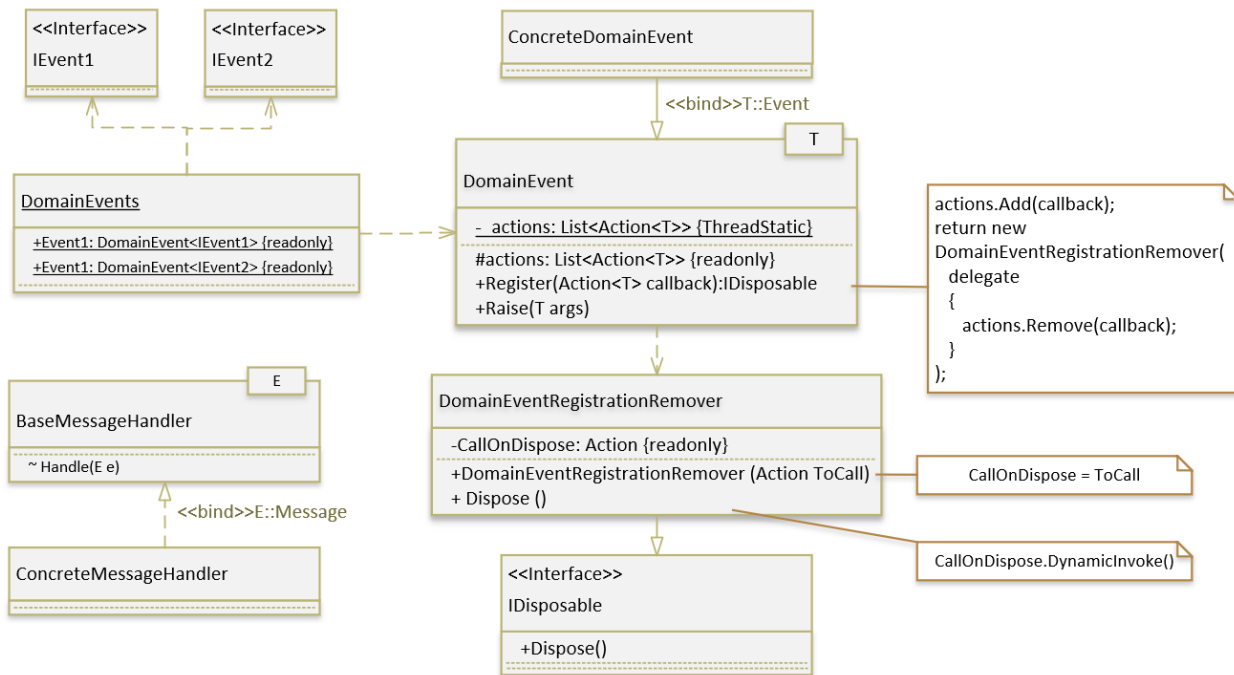 <<Interface>>
IEvent1
<<Interface>>
IEvent2
ConcreteDomainEvent
<<bind>>T::Event
T
DomainEvent
- _actions: List<Action<T>> {ThreadStatic}
#actions: List<Action<T>> {readonly}
+Register(Action<T> callback):IDisposable
+Raise(T args)
DomainEvents
+Event1: DomainEvent<IEvent1> {readonly}
+Event1: DomainEvent<IEvent2> {readonly}
actions.Add(callback);
return new
DomainEventRegistrationRemover(
delegate
{
actions.Remove(callback);
}
);
E
BaseMessageHandler
~ Handle(E e)
<<bind>>E::Message
ConcreteMessageHandler
DomainEventRegistrationRemover
-CallOnDispose: Action {readonly}
+DomainEventRegistrationRemover (Action ToCall)
+ Dispose ()
CallOnDispose = ToCall
CallOnDispose.DynamicInvoke()
<<Interface>>
IDisposable
+Dispose()